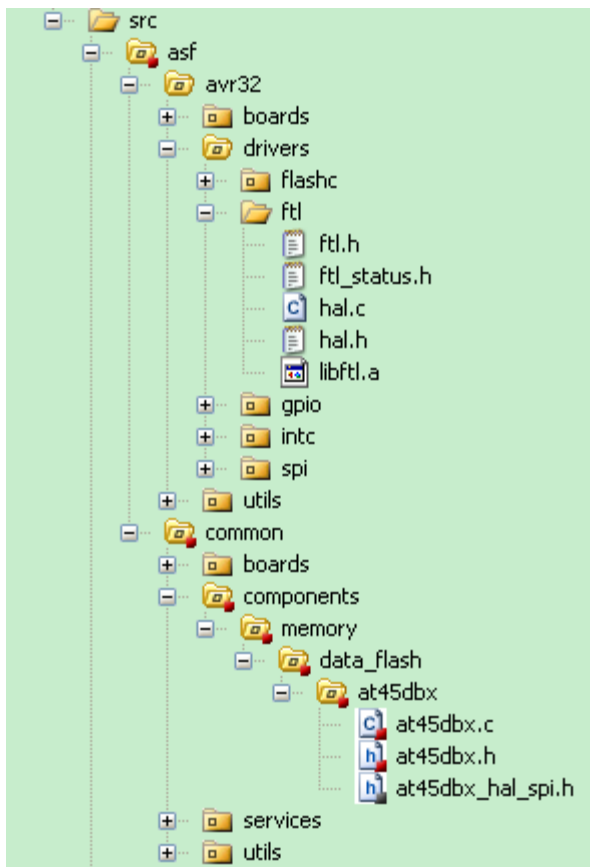 src
asf
avr32
boards
drivers
flashc
ftl
ftl.h
ftl_status.h
hal.c
hal.h
libftl.a
gpio
intc
spi
utils
common
boards
components
memory
data_flash
at45dbx
at45dbx.c
at45dbx.h
at45dbx_hal_spi.h
services
utils